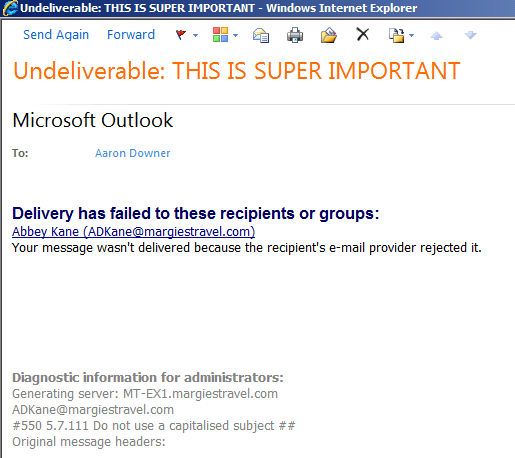 Undeliverable: THIS IS SUPER IMPORTANT - Windows Internet Explorer
Send Again Forward
Undeliverable: THIS IS SUPER IMPORTANT
Microsoft Outlook
To: Aaron Downer
Delivery has failed to these recipients or groups:
Abbey Kane (ADKane@margiestravel.com)
Your message wasn't delivered because the recipient's e-mail provider rejected it.
Diagnostic information for administrators:
Generating server: MT-EX1.margiestravel.com
ADKane@margiestravel.com
#550 5.7.111 Do not use a capitalised subject ##
Original message headers: